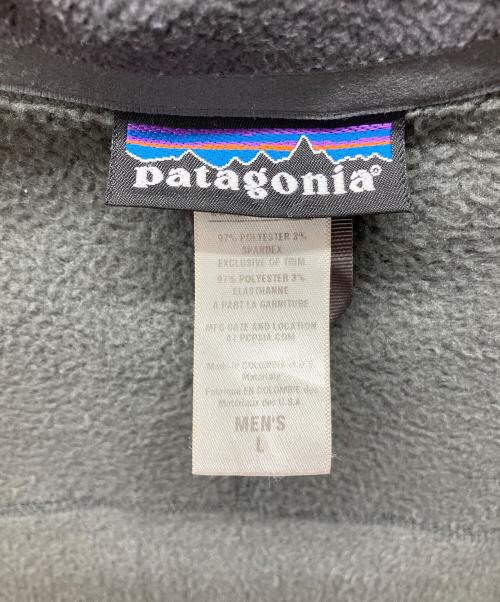 patagonia®
97% POLYESTER 3%
SPANDEX
EXCLUSIVE OF TRIM
97% POLYESTER 3%
ELASTHANNE
A PART LA GARNITURE
MFG DATE AND LOCATION
AT PCPSIA.COM
Made in COLOMBIA w/U.S.
Materials
Fabriqué en COLOMBIE des
Matériaux des U.S.A
MEN'S
L